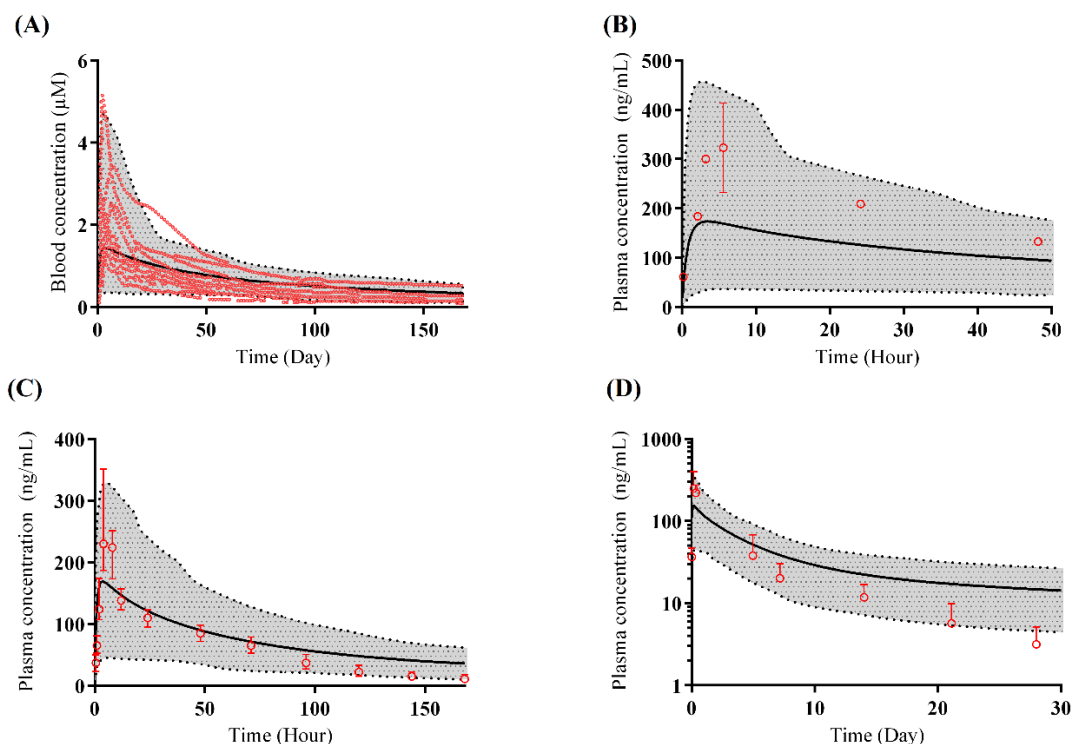 (A)
Blood concentration (μM)
6
4
2
0
0 50 100 150
Time (Day)
(B)
Plasma concentration (ng/mL)
500
400
300
200
100
0
0 10 20 30 40 50
Time (Hour)
(C)
Plasma concentration (ng/mL)
400
300
200
100
0
0 50 100 150
Time (Hour)
(D)
Plasma concentration (ng/mL)
1000
100
10
1
0 10 20 30
Time (Day)